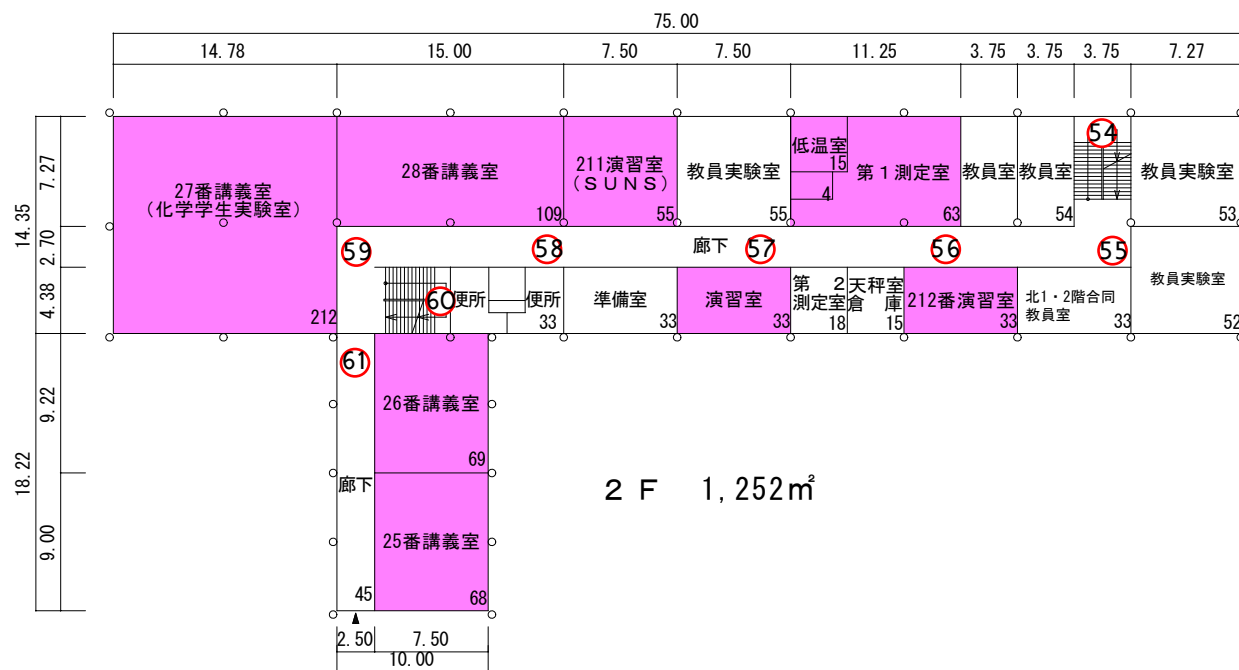 75.00
14.78 15.00 7.50 7.50 11.25 3.75 3.75 3.75 7.27
14.35
7.27
2.70
4.38
18.22
9.22
9.00
27番講義室
(化学学生実験室)
212
28番講義室
109
211演習室
(SUNS)
55
教員実験室
55
低温室
15
4
第1測定室
63
教員室
教員室
54
54
教員実験室
53
59
58
廊下
57
56
55
教員実験室
52
60
便所
便所
33
準備室
33
演習室
33
第2
測定室
18
天秤室
倉庫
15
212番演習室
33
北1・2階合同
教員室
33
61
26番講義室
69
廊下
45
25番講義室
68
2F 1,252㎡
2.50 7.50
10.00